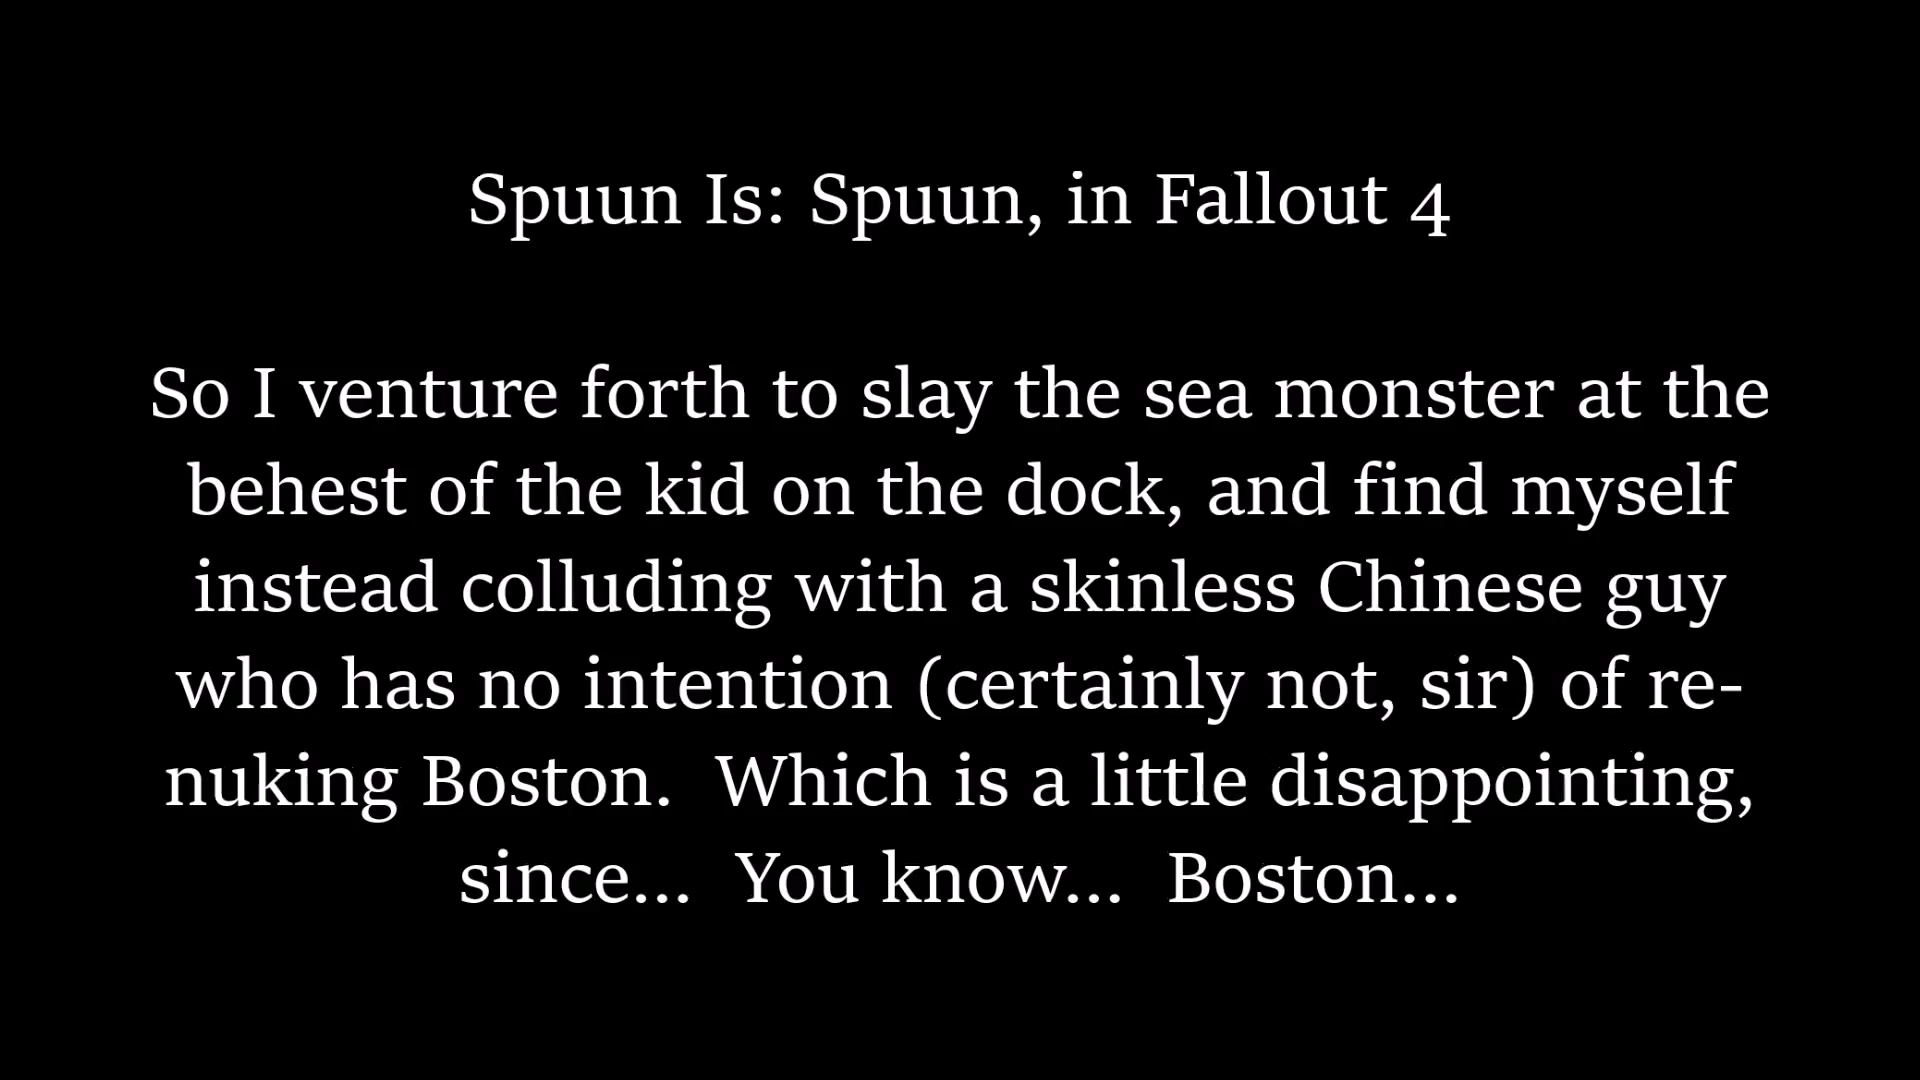 Spuun Is: Spuun, in Fallout 4
So I venture forth to slay the sea monster at the
behest of the kid on the dock, and find myself
instead colluding with a skinless Chinese guy
who has no intention (certainly not, sir) of re-
nuking Boston.  Which is a little disappointing,
since...  You know...  Boston...